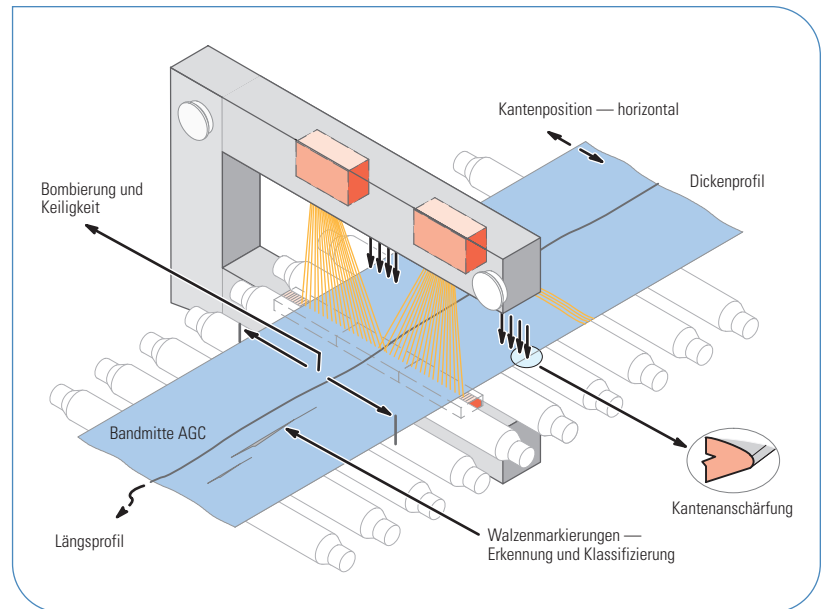 Kantenposition — horizontal
Dickenprofil
Bombierung und
Keiligkeit
Bandmitte AGC
Längsprofil
Walzenmarkierungen —
Erkennung und Klassifizierung
Kantenanschärfung